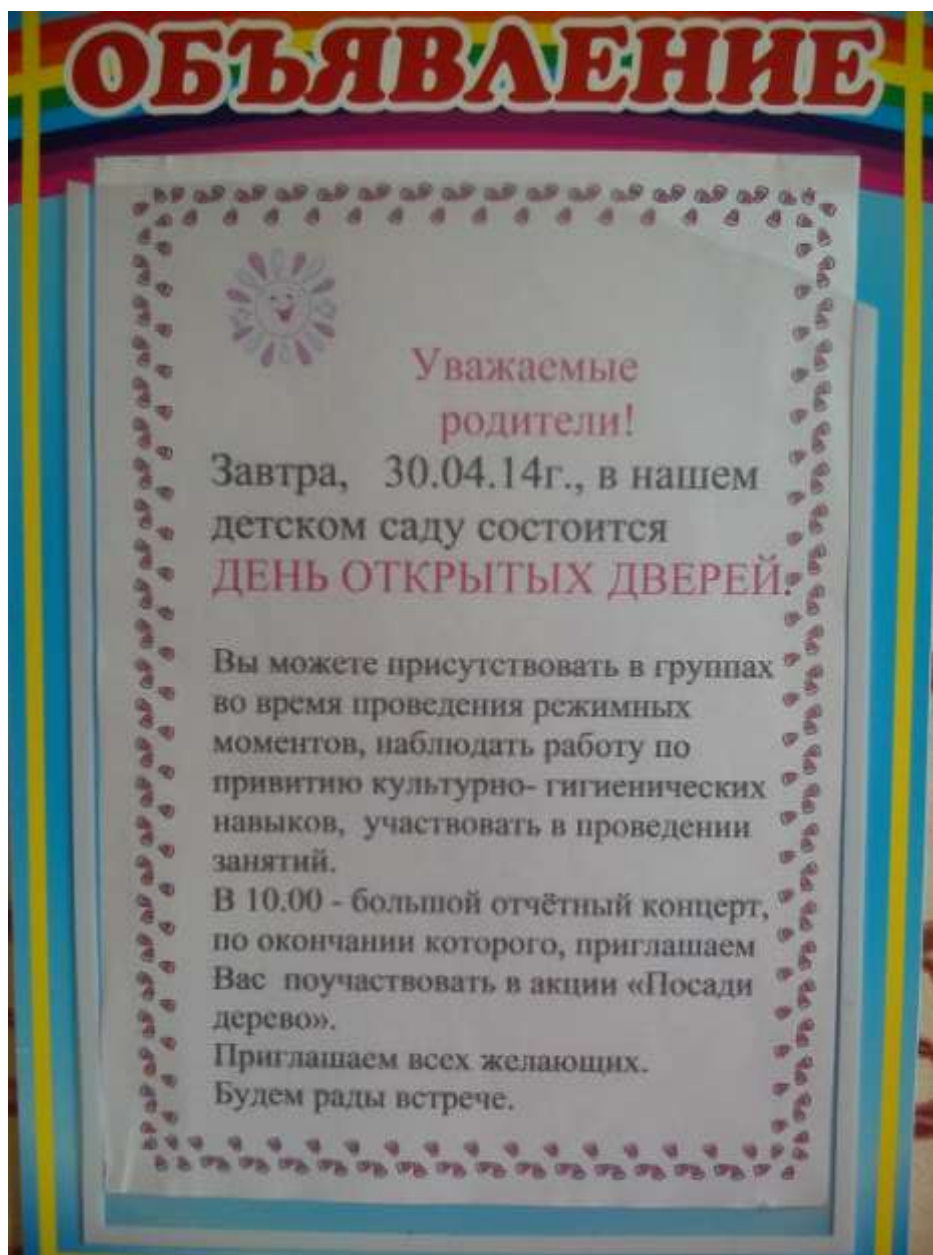 ОБЪЯВЛЕНИЕ
Уважаемые
родители!
Завтра, 30.04.14г., в нашем
детском саду состоится
ДЕНЬ ОТКРЫТЫХ ДВЕРЕЙ.
Вы можете присутствовать в группах
во время проведения режимных
моментов, наблюдать работу по
привитию культурно- гигиенических
навыков, участвовать в проведении
занятий.
В 10.00 - большой отчётный концерт,
по окончании которого, приглашаем
Вас поучаствовать в акции «Посади
дерево».
Приглашаем всех желающих.
Будем рады встрече.